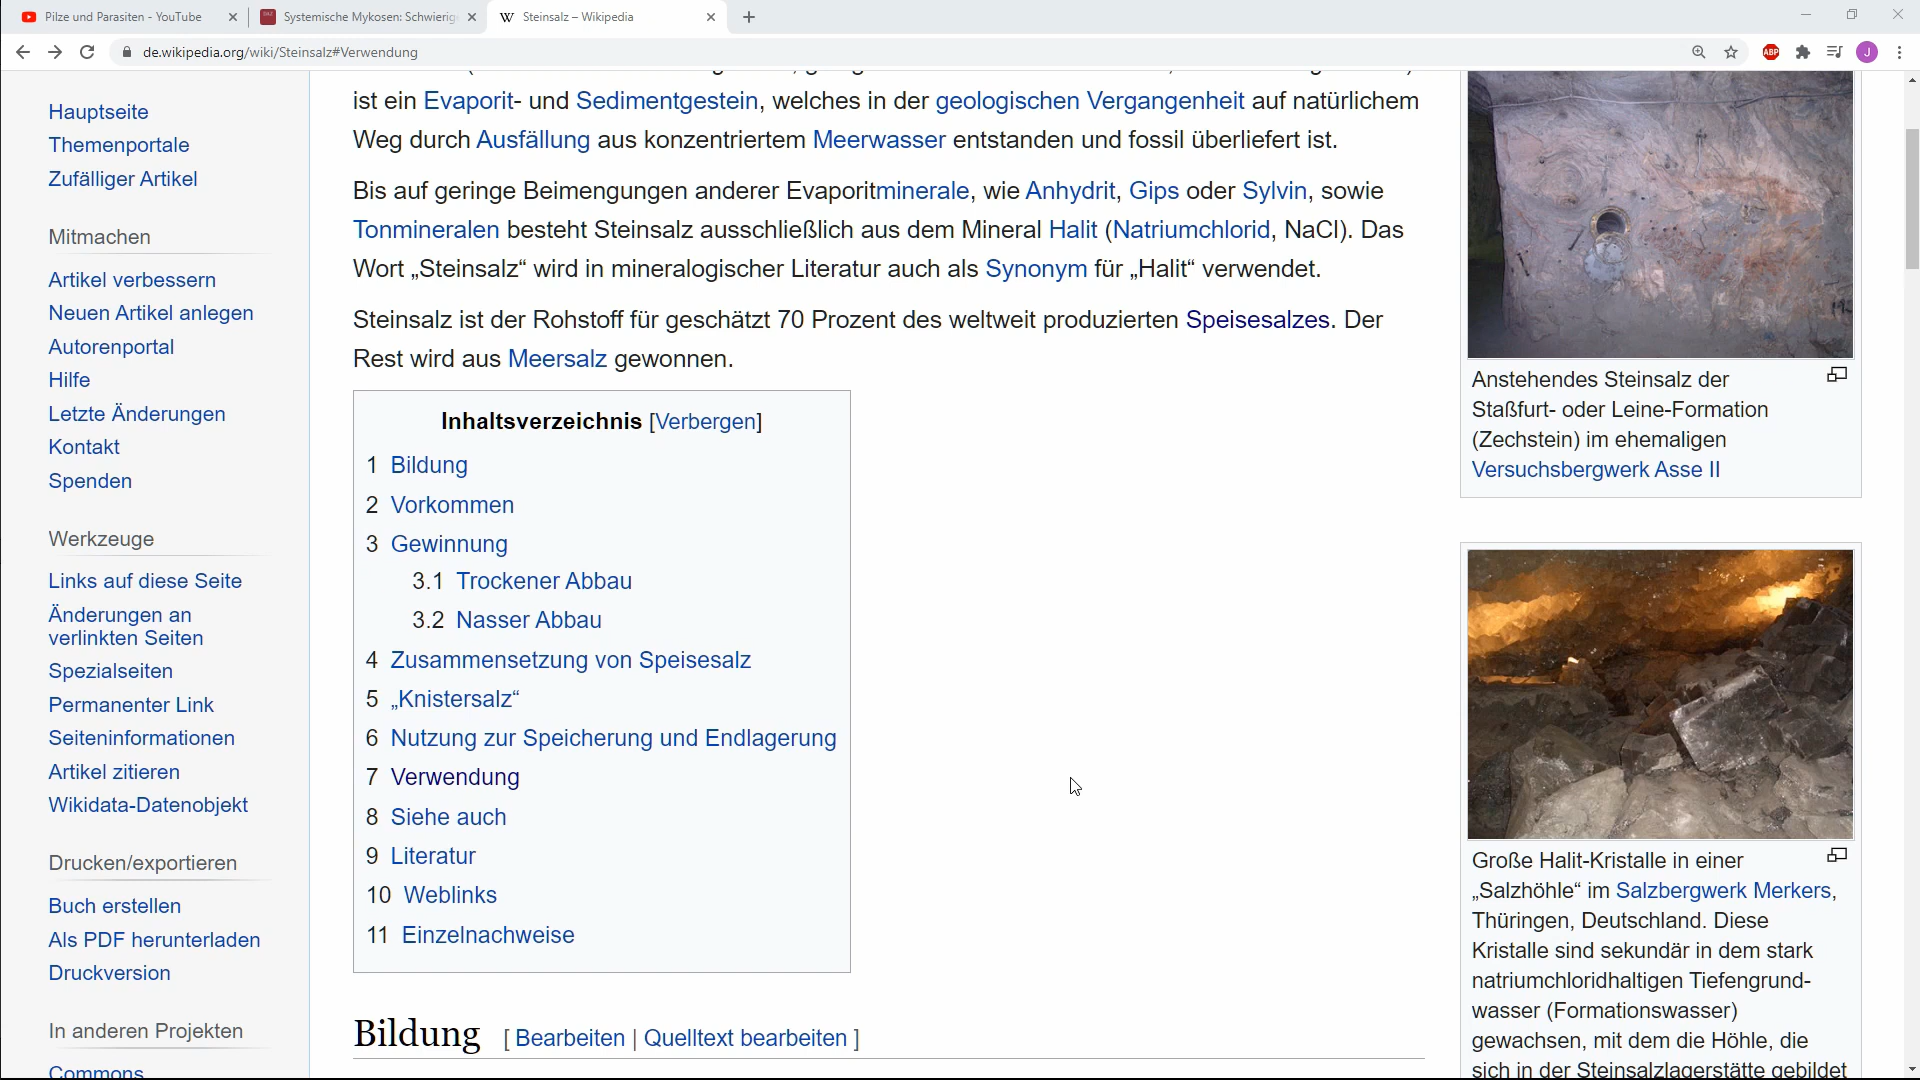 Pilze und Parasiten - YouTube
Systemische Mykosen: Schwierig
Steinsalz – Wikipedia
de.wikipedia.org/wiki/Steinsalz#Verwendung
ABP
J
Hauptseite
Themenportale
Zufälliger Artikel
Mitmachen
Artikel verbessern
Neuen Artikel anlegen
Autorenportal
Hilfe
Letzte Änderungen
Kontakt
Spenden
Werkzeuge
Links auf diese Seite
Änderungen an
verlinkten Seiten
Spezialseiten
Permanenter Link
Seiteninformationen
Artikel zitieren
Wikidata-Datenobjekt
Drucken/exportieren
Buch erstellen
Als PDF herunterladen
Druckversion
In anderen Projekten
Commons
ist ein Evaporit- und Sedimentgestein, welches in der geologischen Vergangenheit auf natürlichem
Weg durch Ausfällung aus konzentriertem Meerwasser entstanden und fossil überliefert ist.
Bis auf geringe Beimengungen anderer Evaporitminerale, wie Anhydrit, Gips oder Sylvin, sowie
Tonmineralen besteht Steinsalz ausschließlich aus dem Mineral Halit (Natriumchlorid, NaCl). Das
Wort „Steinsalz“ wird in mineralogischer Literatur auch als Synonym für „Halit“ verwendet.
Steinsalz ist der Rohstoff für geschätzt 70 Prozent des weltweit produzierten Speisesalzes. Der
Rest wird aus Meersalz gewonnen.
Inhaltsverzeichnis [Verbergen]
1 Bildung
2 Vorkommen
3 Gewinnung
3.1 Trockener Abbau
3.2 Nasser Abbau
4 Zusammensetzung von Speisesalz
5 „Knistersalz“
6 Nutzung zur Speicherung und Endlagerung
7 Verwendung
8 Siehe auch
9 Literatur
10 Weblinks
11 Einzelnachweise
Bildung [ Bearbeiten | Quelltext bearbeiten ]
Anstehendes Steinsalz der
Staßfurt- oder Leine-Formation
(Zechstein) im ehemaligen
Versuchsbergwerk Asse II
Große Halit-Kristalle in einer
„Salzhöhle“ im Salzbergwerk Merkers,
Thüringen, Deutschland. Diese
Kristalle sind sekundär in dem stark
natriumchloridhaltigen Tiefengrund-
wasser (Formationswasser)
gewachsen, mit dem die Höhle, die
sich in der Steinsalzlagerstätte gebildet